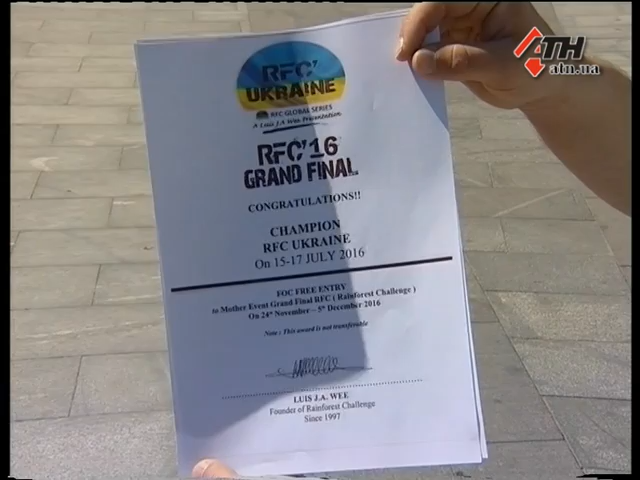 ATH
atn.ua
RFC'
UKRAINE
RFC GLOBAL SERIES
A Luis J.A Wee Presentation
RFC'16
GRAND FINAL
CONGRATULATIONS!!
CHAMPION
RFC UKRAINE
On 15-17 JULY 2016
FOC FREE ENTRY
to Mother Event Grand Final RFC ( Rainforest Challenge )
On 24th November – 5th December 2016
Note : This award is not transferable
LUIS J.A. WEE
Founder of Rainforest Challenge
Since 1997